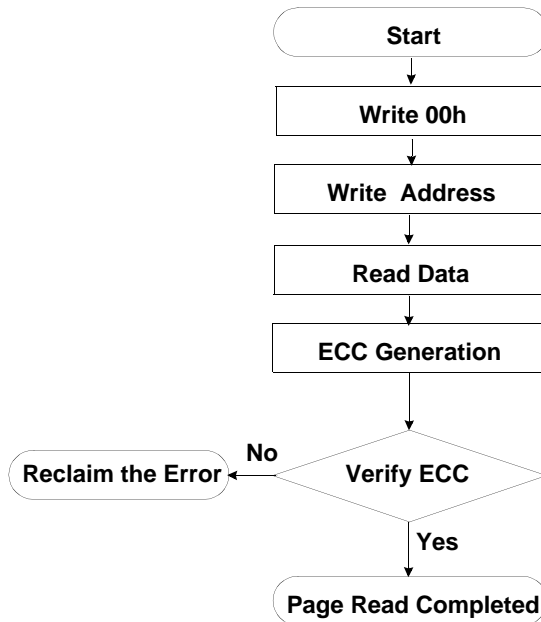 Start
Write 00h
Write Address
Read Data
ECC Generation
No
Reclaim the Error
Verify ECC
Yes
Page Read Completed